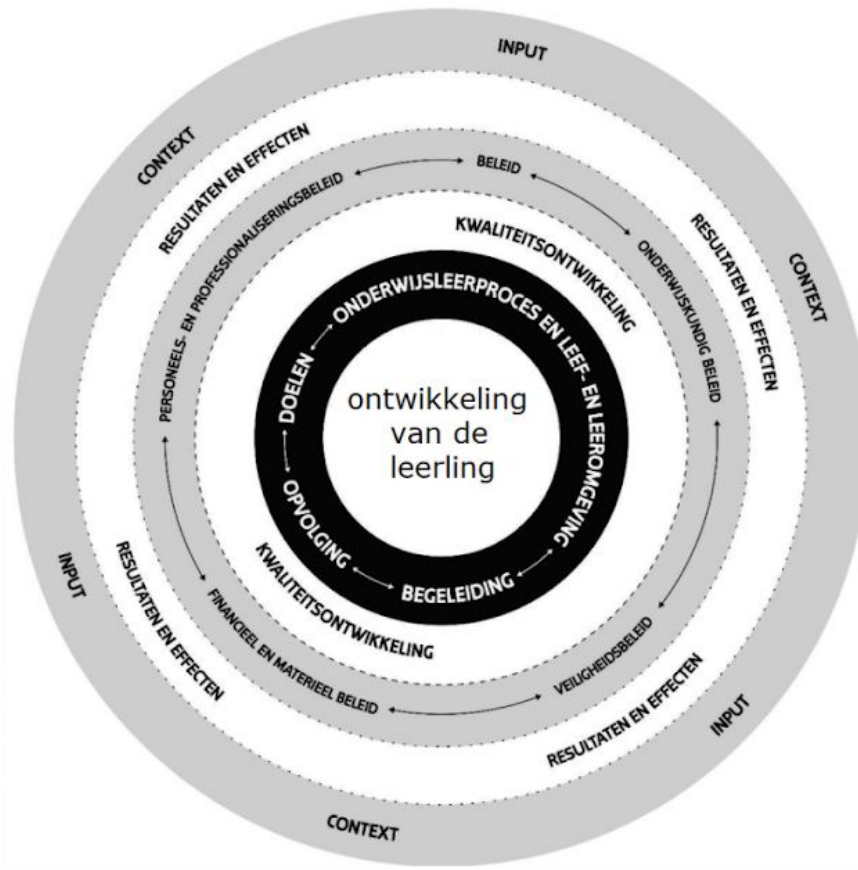 INPUT
CONTEXT
CONTEXT
INPUT
INPUT
CONTEXT
RESULTATEN EN EFFECTEN
RESULTATEN EN EFFECTEN
RESULTATEN EN EFFECTEN
RESULTATEN EN EFFECTEN
BELEID
PERSONEELS- EN PROFESSIONALISERINGSBELEID
ONDERWIJSKUNDIG BELEID
FINANCIEEL EN MATERIEEL BELEID
VEILIGHEIDSBELEID
KWALITEITSONTWIKKELING
KWALITEITSONTWIKKELING
ONDERWIJSLEERPROCES EN LEEF- EN LEEROMGEVING
DOELEN
OPVOLGING
BEGELEIDING
ontwikkeling
van de
leerling